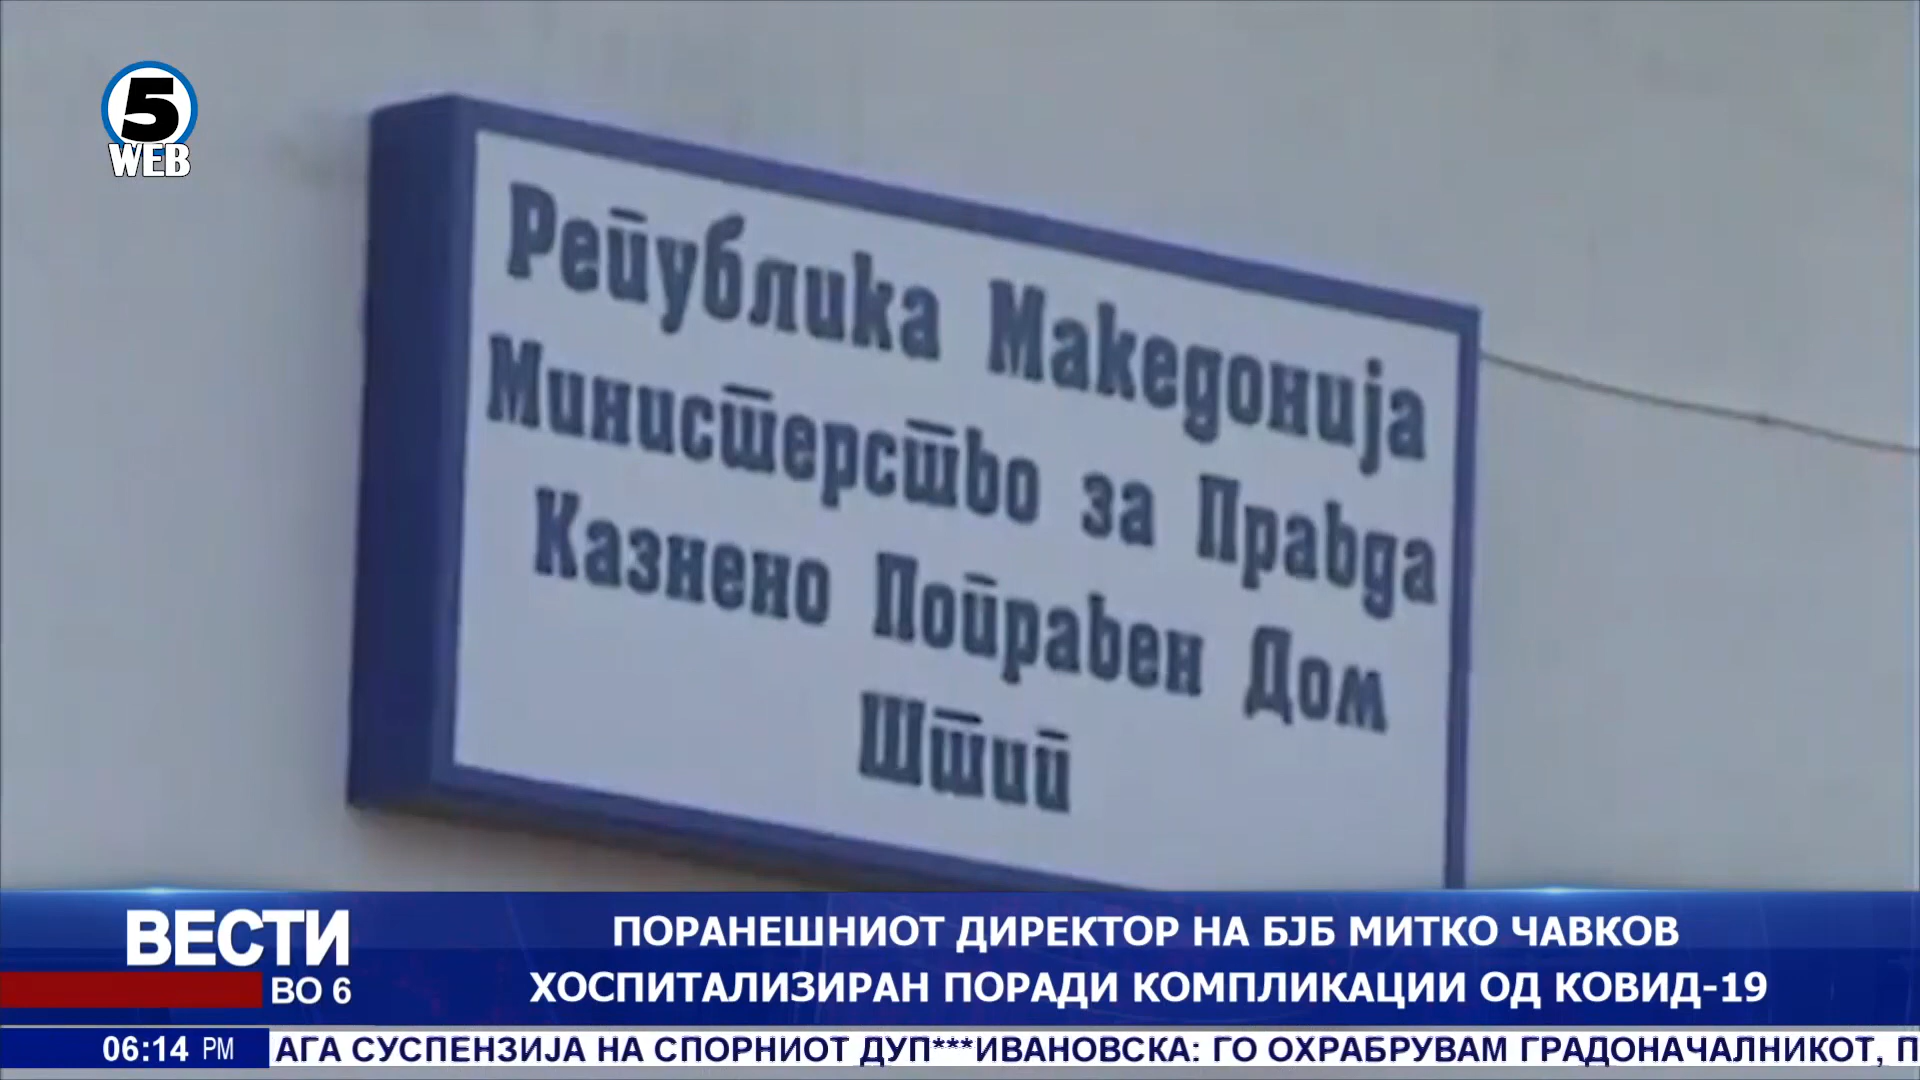 5
WEB
Република Македонија
Министерство за Правда
Казнено Поправен Дом
Штип
ВЕСТИ
ВО 6
ПОРАНЕШНИОТ ДИРЕКТОР НА БЈБ МИТКО ЧАВКОВ
ХОСПИТАЛИЗИРАН ПОРАДИ КОМПЛИКАЦИИ ОД КОВИД-19
06:14 PM
АГА СУСПЕНЗИЈА НА СПОРНИОТ ДУП***ИВАНОВСКА: ГО ОХРАБРУВАМ ГРАДОНАЧАЛНИКОТ, П